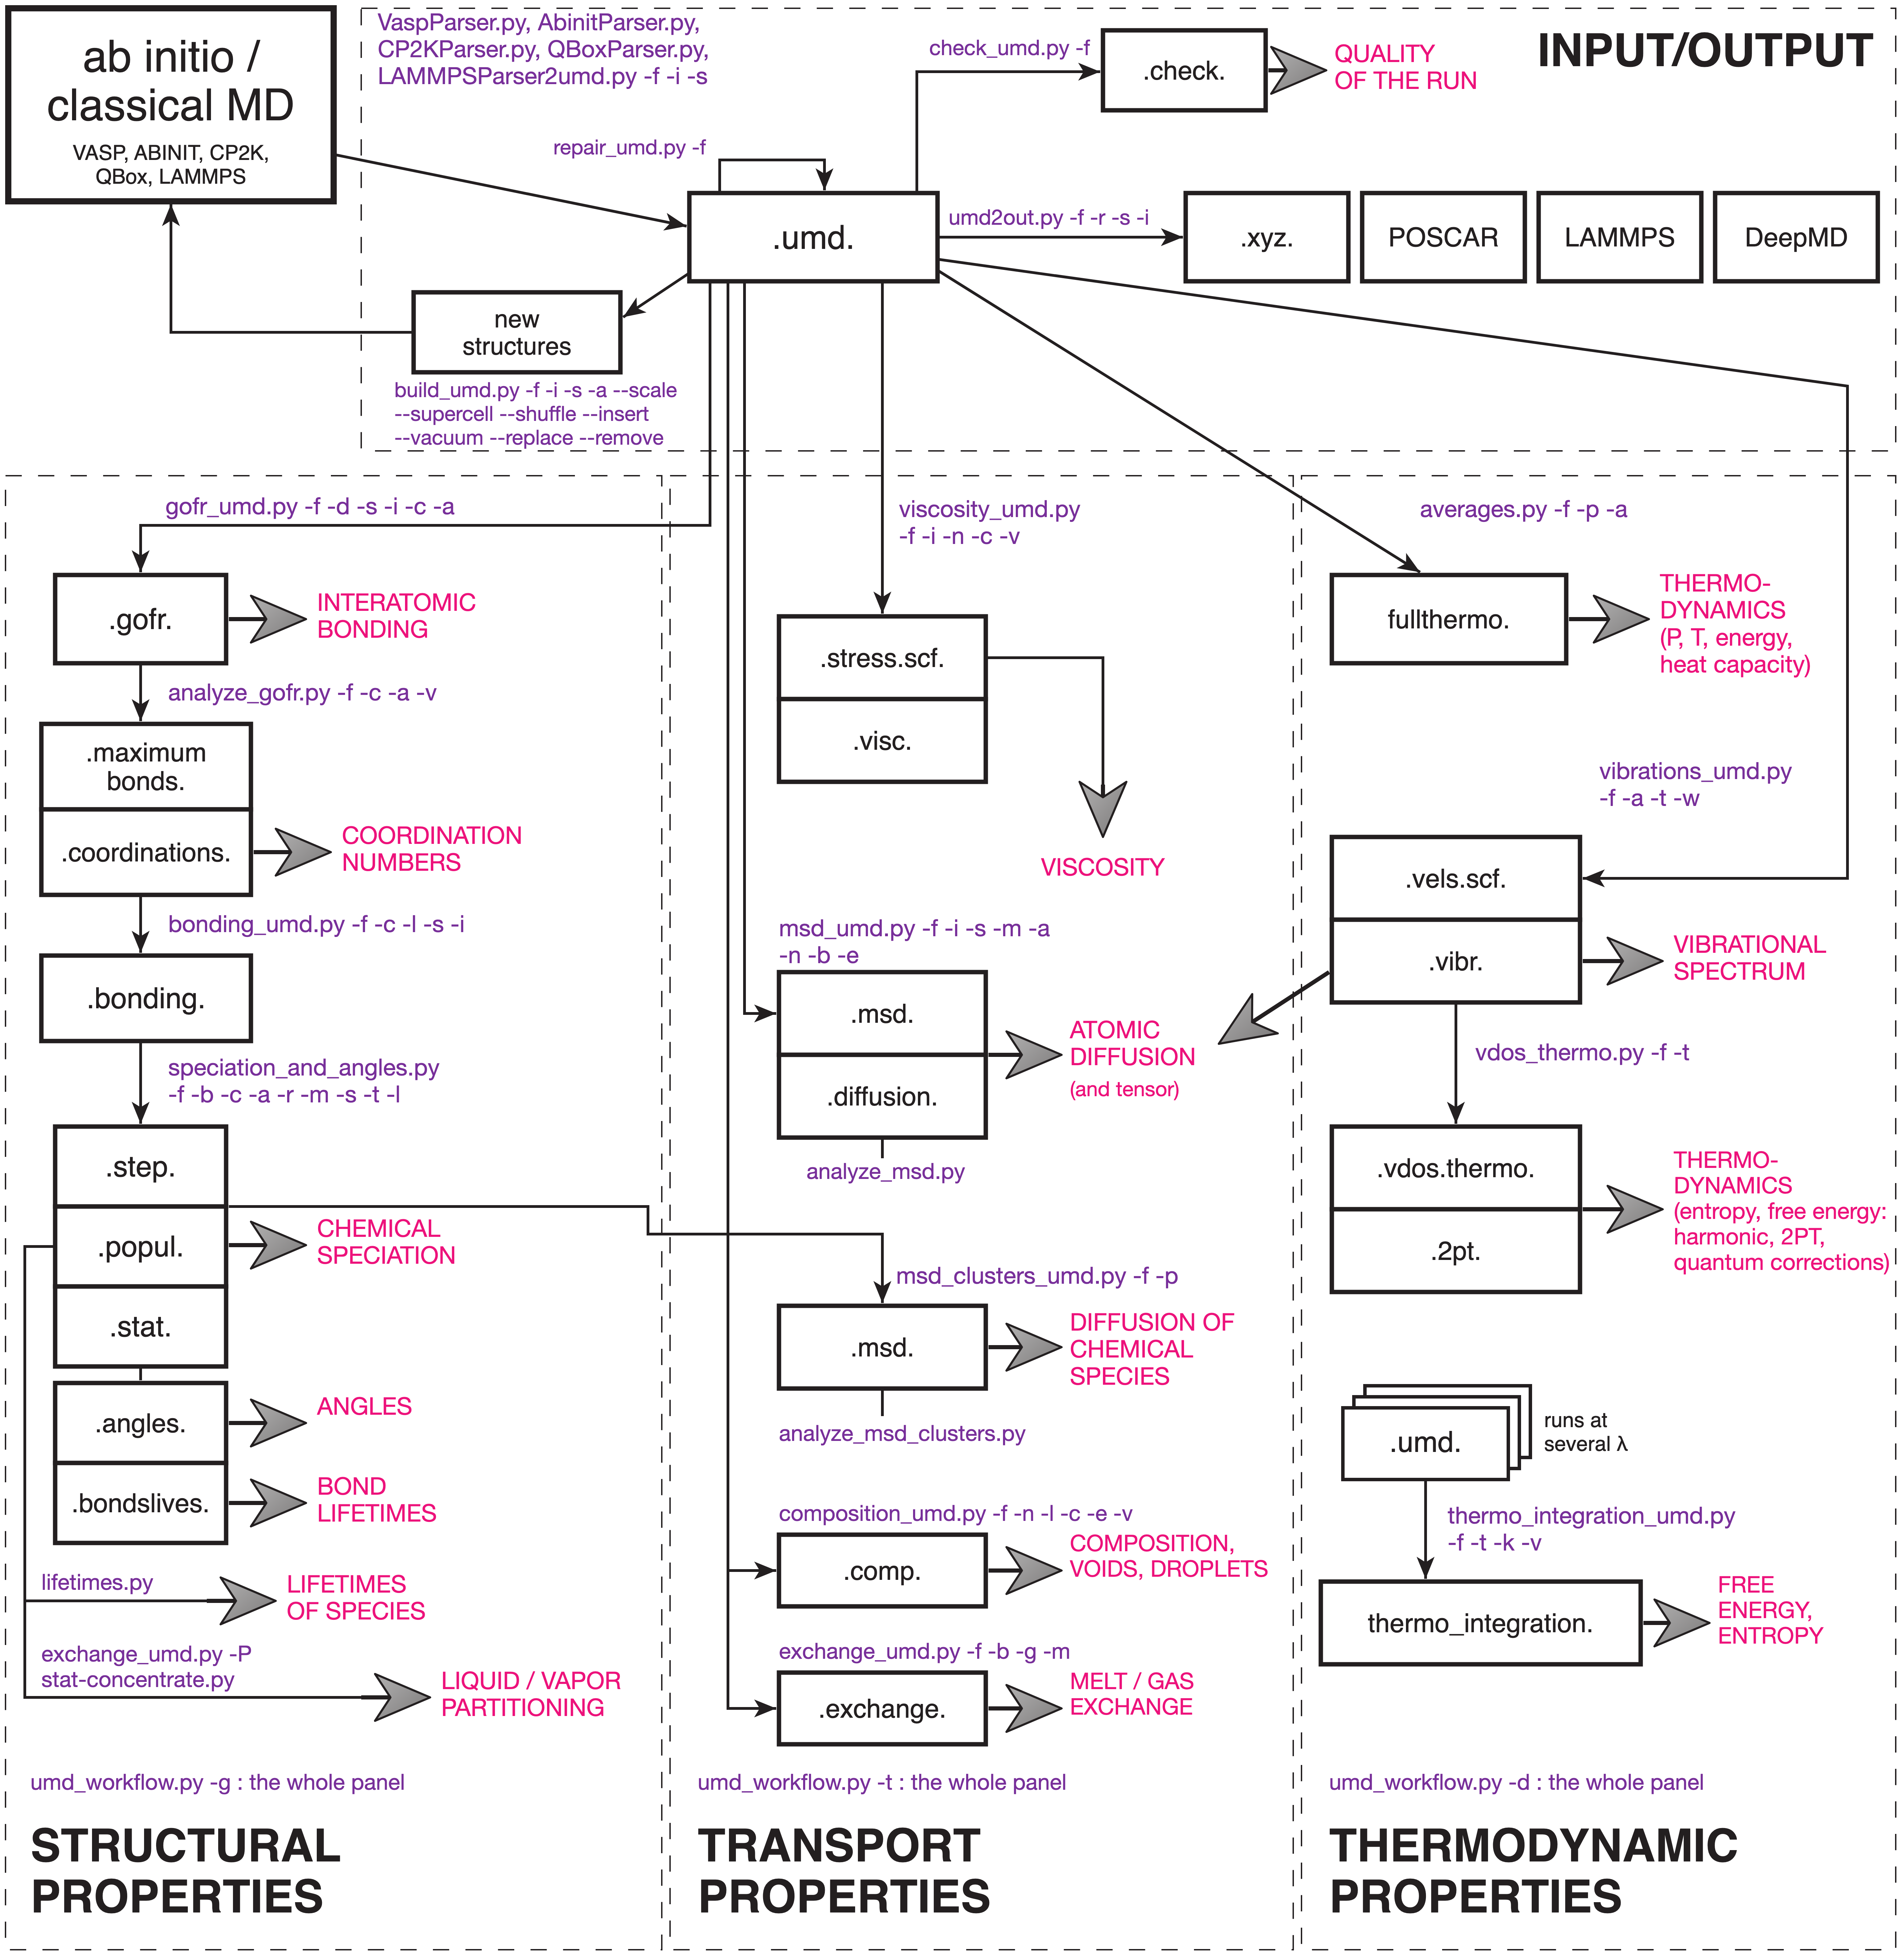 ab initio /
classical MD
VASP, ABINIT, CP2K,
QBox, LAMMPS
VaspParser.py, AbinitParser.py,
CP2KParser.py, QBoxParser.py,
LAMMPSParser2umd.py -f -i -s
check_umd.py -f
.check.
QUALITY
OF THE RUN
INPUT/OUTPUT
repair_umd.py -f
.umd.
umd2out.py -f -r -s -i
.xyz.
POSCAR
LAMMPS
DeepMD
new
structures
build_umd.py -f -i -s -a --scale
--supercell --shuffle --insert
--vacuum --replace --remove
gofr_umd.py -f -d -s -i -c -a
.gofr.
INTERATOMIC
BONDING
analyze_gofr.py -f -c -a -v
.maximum
bonds.
.coordinations.
COORDINATION
NUMBERS
bonding_umd.py -f -c -l -s -i
.bonding.
speciation_and_angles.py
-f -b -c -a -r -m -s -t -l
.step.
.popul.
CHEMICAL
SPECIATION
.stat.
.angles.
ANGLES
.bondslives.
BOND
LIFETIMES
lifetimes.py
LIFETIMES
OF SPECIES
exchange_umd.py -P
stat-concentrate.py
LIQUID / VAPOR
PARTITIONING
umd_workflow.py -g : the whole panel
STRUCTURAL
PROPERTIES
viscosity_umd.py
-f -i -n -c -v
.stress.scf.
.visc.
VISCOSITY
msd_umd.py -f -i -s -m -a
-n -b -e
.msd.
.diffusion.
ATOMIC
DIFFUSION
(and tensor)
analyze_msd.py
msd_clusters_umd.py -f -p
.msd.
DIFFUSION OF
CHEMICAL
SPECIES
analyze_msd_clusters.py
composition_umd.py -f -n -l -c -e -v
.comp.
COMPOSITION,
VOIDS, DROPLETS
exchange_umd.py -f -b -g -m
.exchange.
MELT / GAS
EXCHANGE
umd_workflow.py -t : the whole panel
TRANSPORT
PROPERTIES
averages.py -f -p -a
fullthermo.
THERMO-
DYNAMICS
(P, T, energy,
heat capacity)
vibrations_umd.py
-f -a -t -w
.vels.scf.
.vibr.
VIBRATIONAL
SPECTRUM
vdos_thermo.py -f -t
.vdos.thermo.
.2pt.
THERMO-
DYNAMICS
(entropy, free energy:
harmonic, 2PT,
quantum corrections)
.umd.
runs at
several λ
thermo_integration_umd.py
-f -t -k -v
thermo_integration.
FREE
ENERGY,
ENTROPY
umd_workflow.py -d : the whole panel
THERMODYNAMIC
PROPERTIES